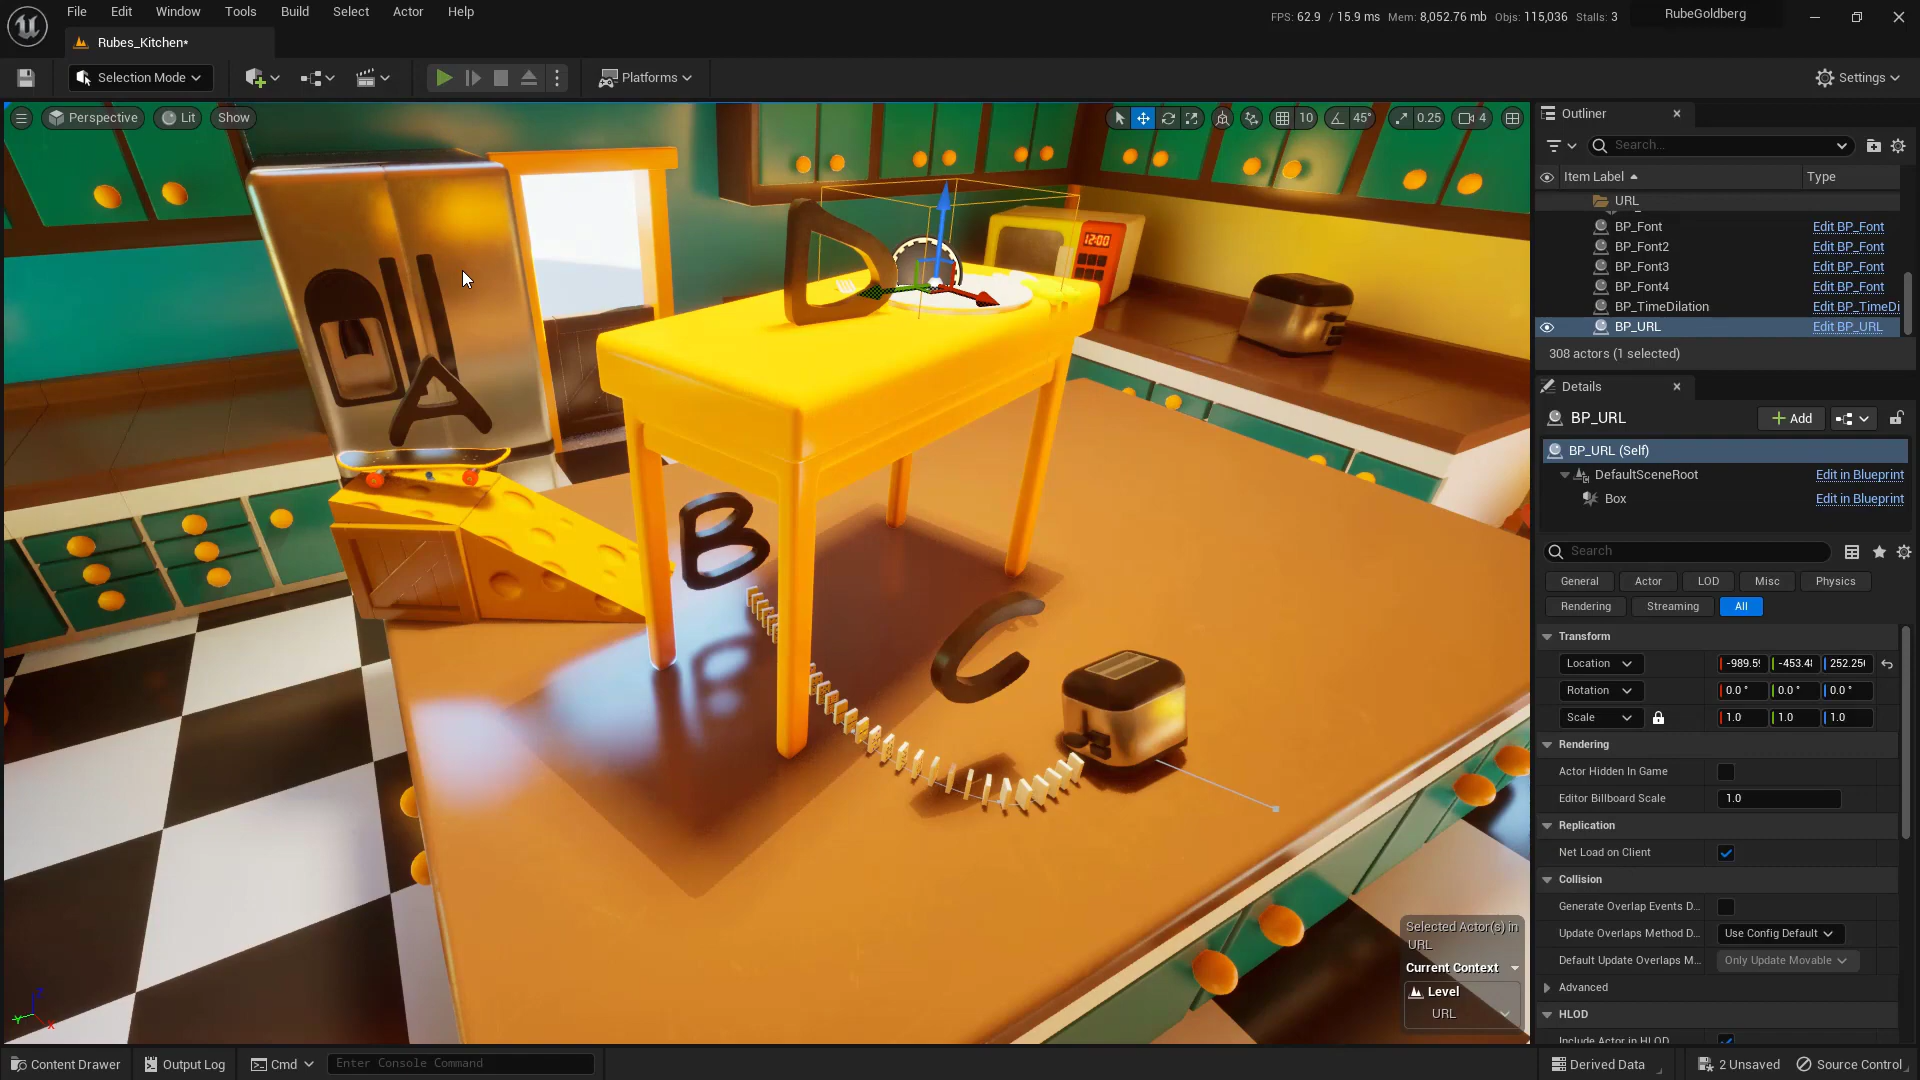 File Edit Window Tools Build Select Actor Help
FPS: 62.9 / 15.9 ms Mem: 8,052.76 mb Objs: 115,036 Stalls: 3
RubeGoldberg
Rubes_Kitchen*
Selection Mode
Platforms
Settings
Perspective
Lit
Show
10
45°
0.25
4
Outliner
Search...
Item Label Type
URL
BP_Font Edit BP_Font
BP_Font2 Edit BP_Font
BP_Font3 Edit BP_Font
BP_Font4 Edit BP_Font
BP_TimeDilation Edit BP_TimeDi
BP_URL Edit BP_URL
308 actors (1 selected)
Details
BP_URL
Add
BP_URL (Self)
DefaultSceneRoot Edit in Blueprint
Box Edit in Blueprint
Search
General Actor LOD Misc Physics
Rendering Streaming All
Transform
Location -989.5 -453.4 252.25
Rotation 0.0 ° 0.0 ° 0.0 °
Scale 1.0 1.0 1.0
Rendering
Actor Hidden In Game
Editor Billboard Scale 1.0
Replication
Net Load on Client
Collision
Generate Overlap Events D...
Update Overlaps Method D... Use Config Default
Default Update Overlaps M... Only Update Movable
Advanced
HLOD
Include Actor in HLOD
12:00
D
A
B
C
Selected Actor(s) in
URL
Current Context
Level
URL
Content Drawer
Output Log
Cmd
Enter Console Command
Derived Data
2 Unsaved
Source Control